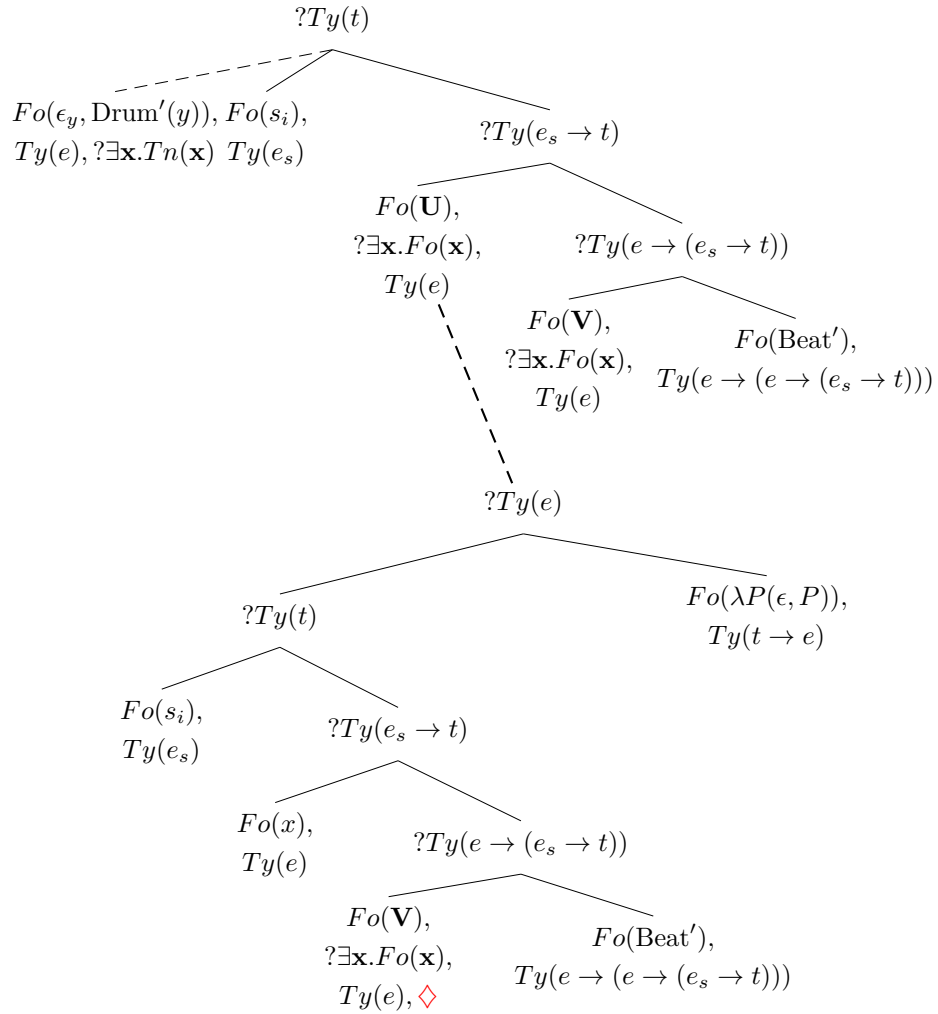 ?Ty(t)
Fo(ϵ_y, Drum′(y)), Fo(s_i),
Ty(e), ?∃𝐱.Tn(𝐱) Ty(e_s)
?Ty(e_s → t)
Fo(𝐔),
?∃𝐱.Fo(𝐱),
Ty(e)
?Ty(e → (e_s → t))
Fo(𝐕),
?∃𝐱.Fo(𝐱),
Ty(e)
Fo(Beat′),
Ty(e → (e → (e_s → t)))
?Ty(e)
?Ty(t)
Fo(λP(ϵ, P)),
Ty(t → e)
Fo(s_i),
Ty(e_s)
?Ty(e_s → t)
Fo(x),
Ty(e)
?Ty(e → (e_s → t))
Fo(𝐕),
?∃𝐱.Fo(𝐱),
Ty(e), ♢
Fo(Beat′),
Ty(e → (e → (e_s → t)))